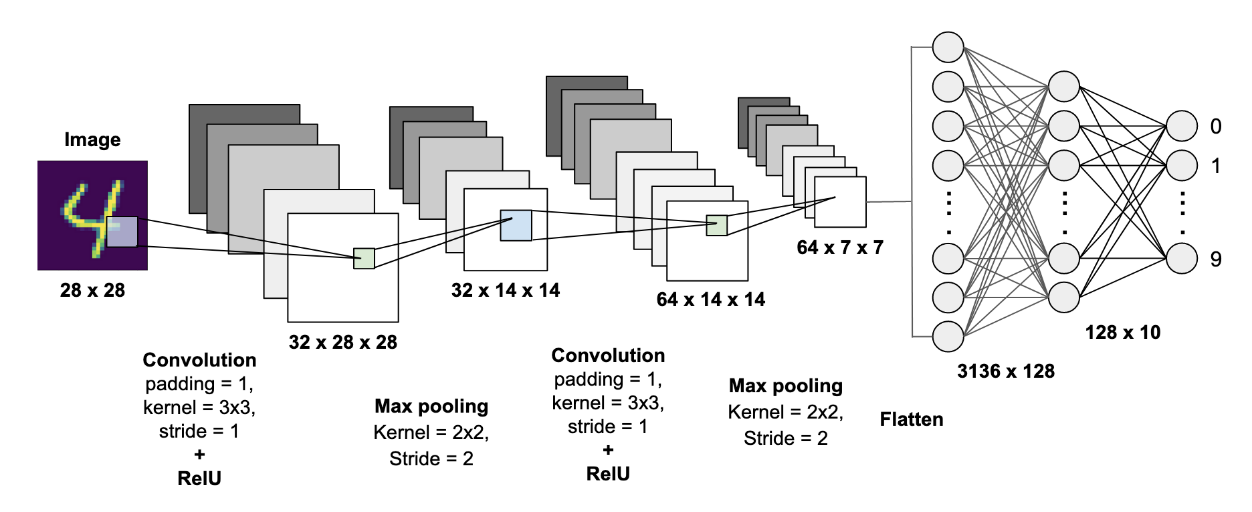 Image
28 x 28
32 x 28 x 28
Convolution
padding = 1,
kernel = 3x3,
stride = 1
+
RelU
32 x 14 x 14
Max pooling
Kernel = 2x2,
Stride = 2
64 x 14 x 14
Convolution
padding = 1,
kernel = 3x3,
stride = 1
+
RelU
64 x 7 x 7
Max pooling
Kernel = 2x2,
Stride = 2
Flatten
3136 x 128
128 x 10
0
1
9